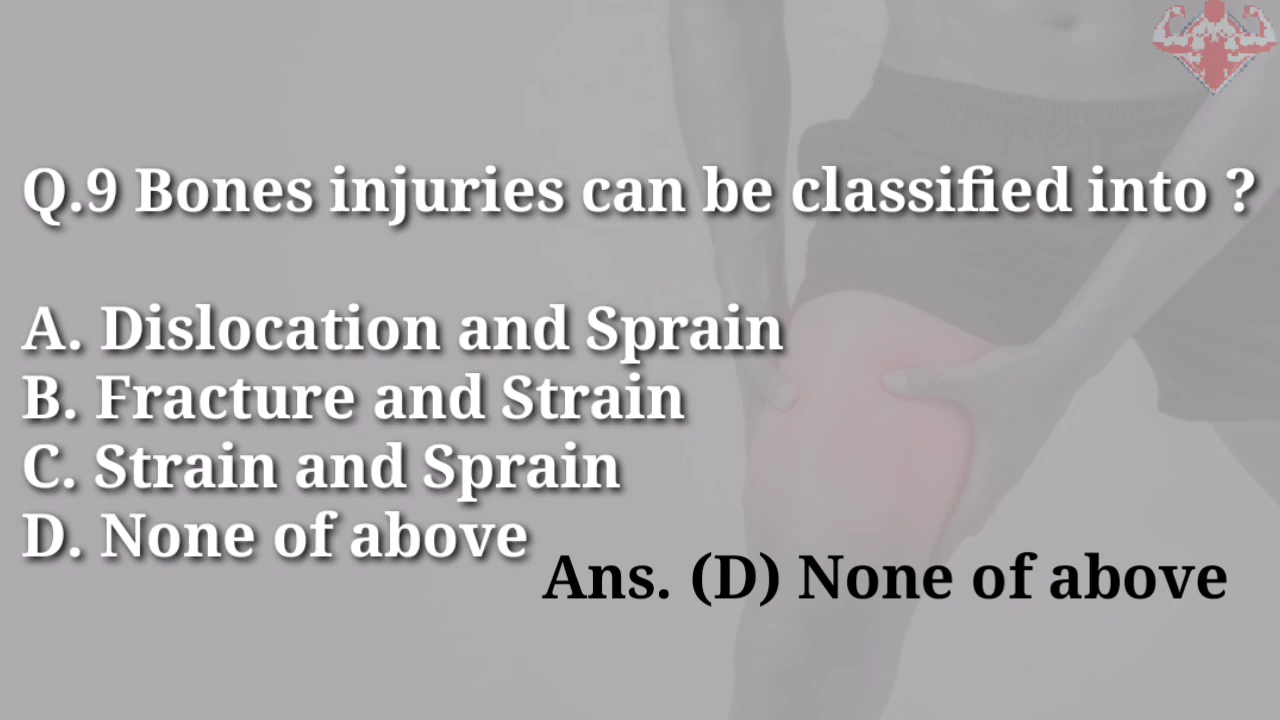 Q.9 Bones injuries can be classified into ?
A. Dislocation and Sprain
B. Fracture and Strain
C. Strain and Sprain
D. None of above
Ans. (D) None of above